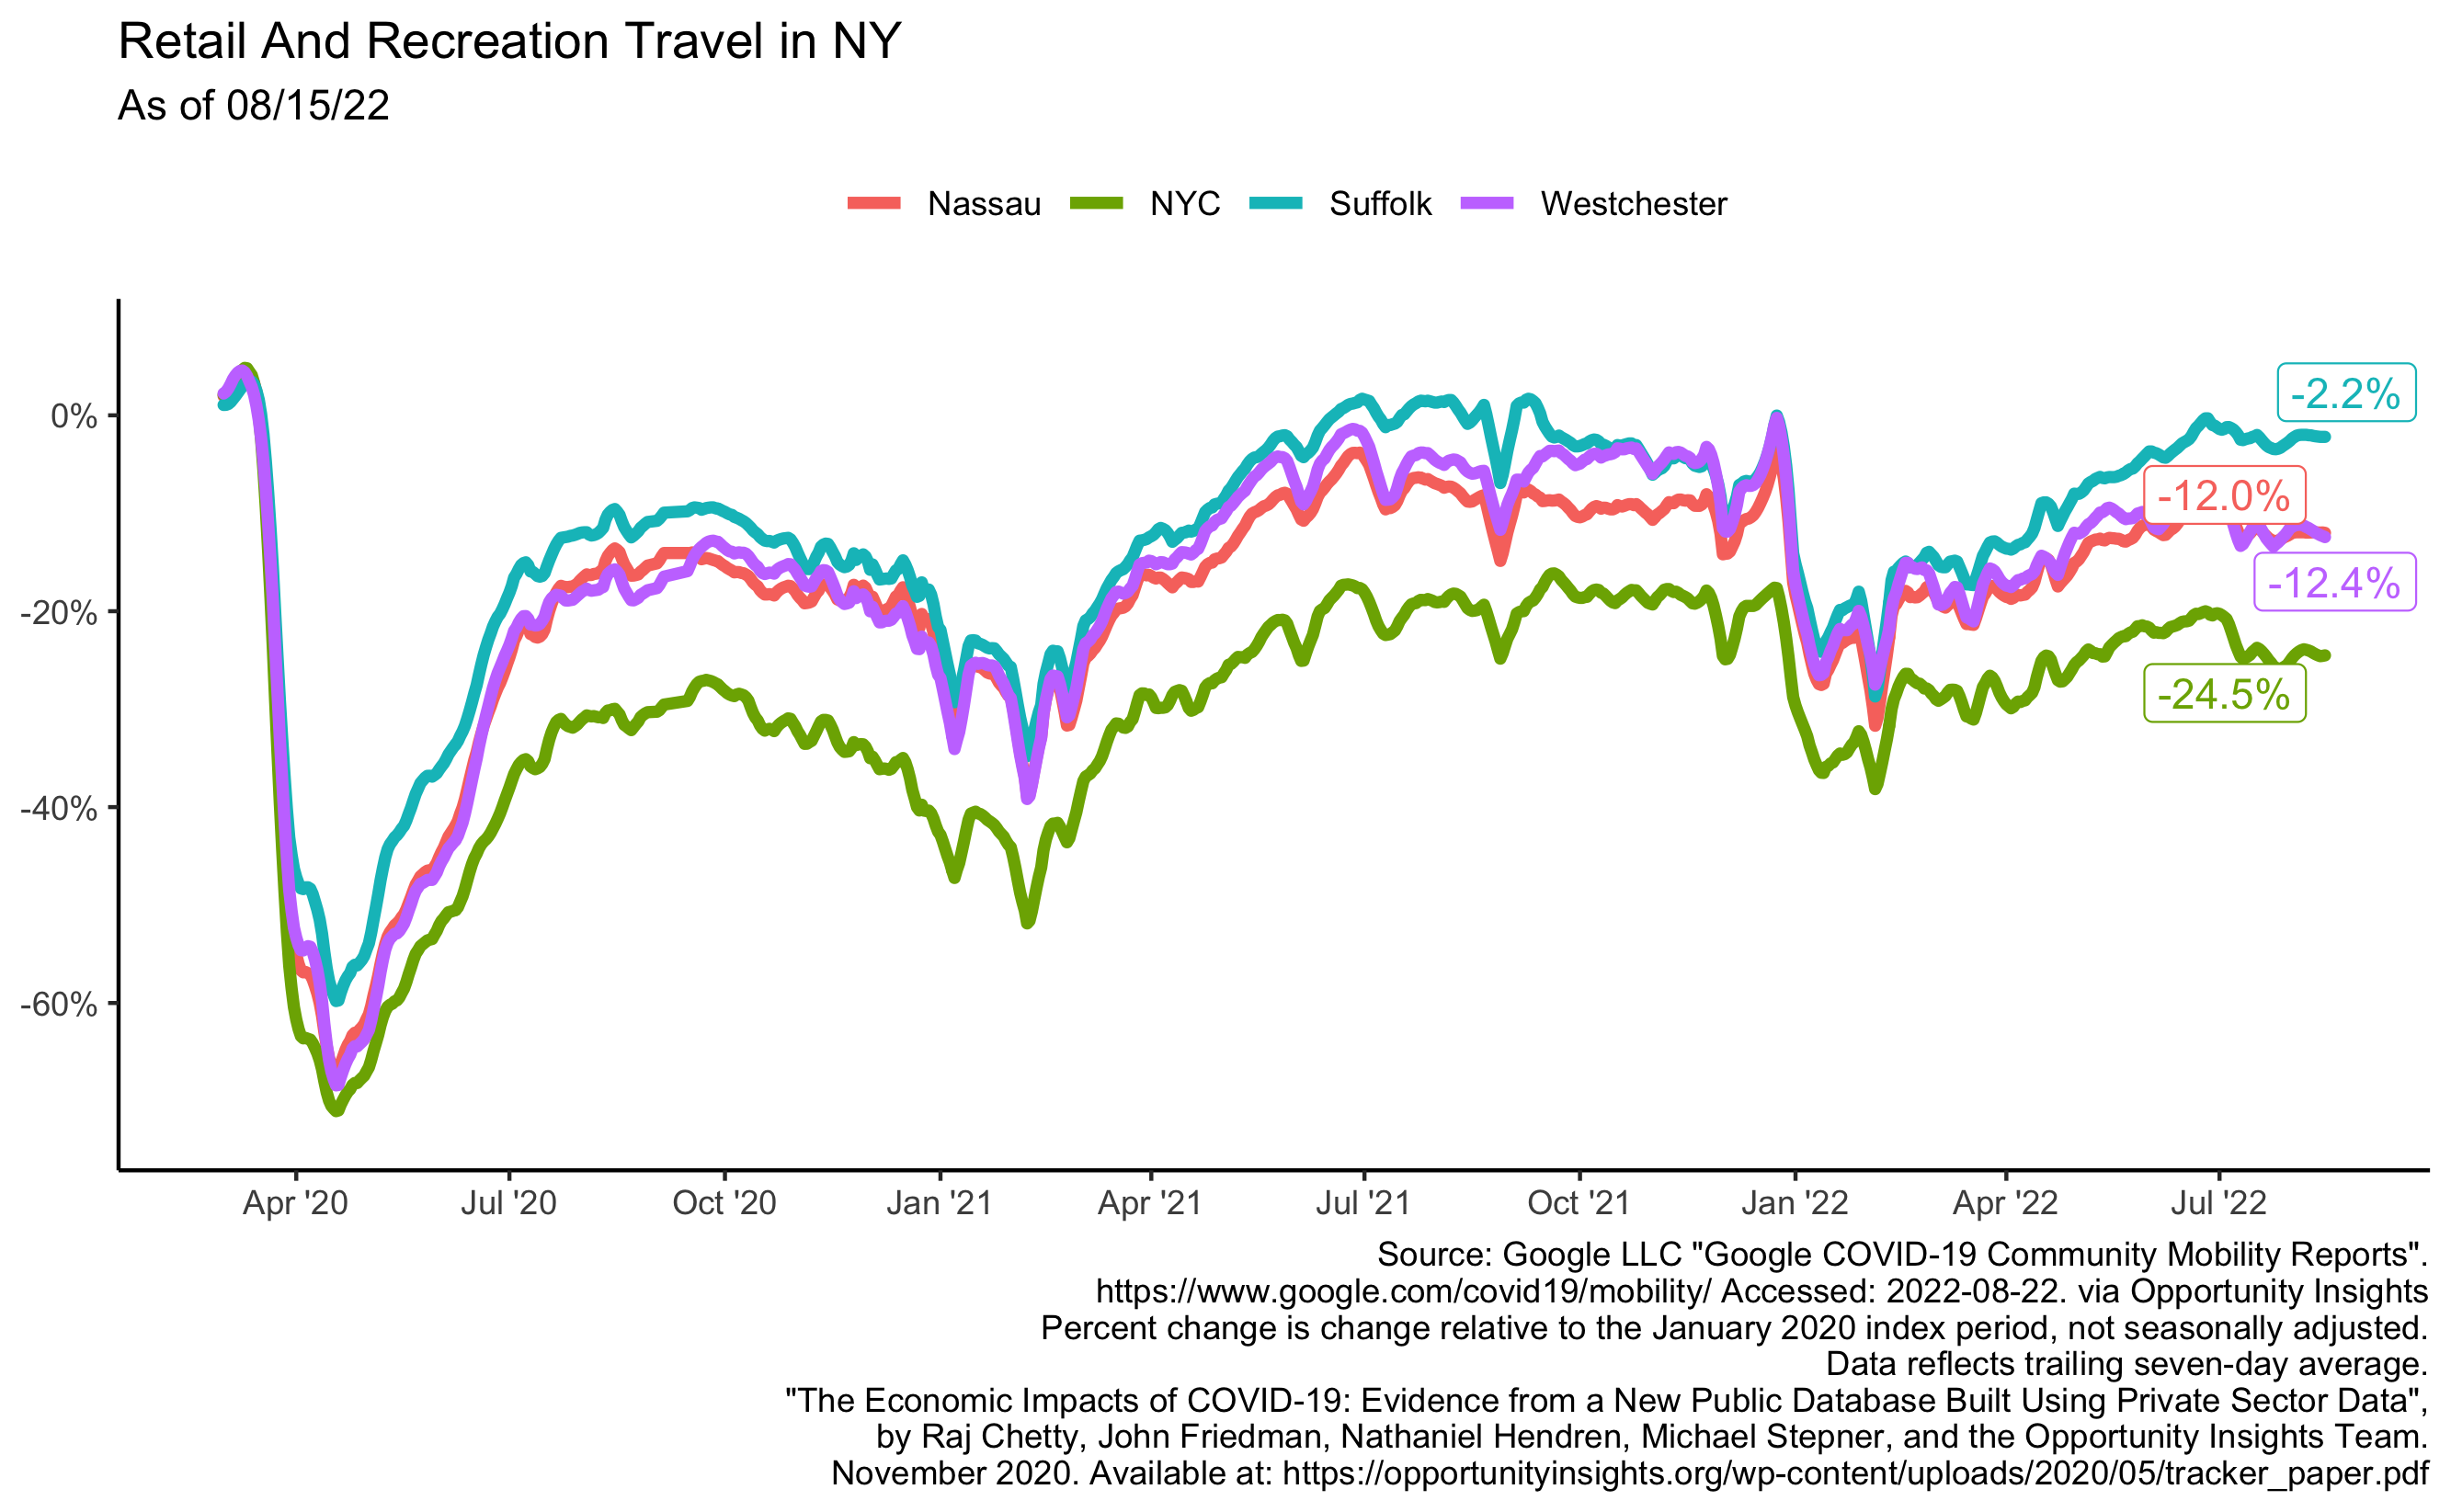 Retail And Recreation Travel in NY
As of 08/15/22
Nassau NYC Suffolk Westchester
0%
-20%
-40%
-60%
-2.2%
-12.0%
-12.4%
-24.5%
Apr '20 Jul '20 Oct '20 Jan '21 Apr '21 Jul '21 Oct '21 Jan '22 Apr '22 Jul '22
Source: Google LLC "Google COVID-19 Community Mobility Reports".
https://www.google.com/covid19/mobility/ Accessed: 2022-08-22. via Opportunity Insights
Percent change is change relative to the January 2020 index period, not seasonally adjusted.
Data reflects trailing seven-day average.
"The Economic Impacts of COVID-19: Evidence from a New Public Database Built Using Private Sector Data",
by Raj Chetty, John Friedman, Nathaniel Hendren, Michael Stepner, and the Opportunity Insights Team.
November 2020. Available at: https://opportunityinsights.org/wp-content/uploads/2020/05/tracker_paper.pdf